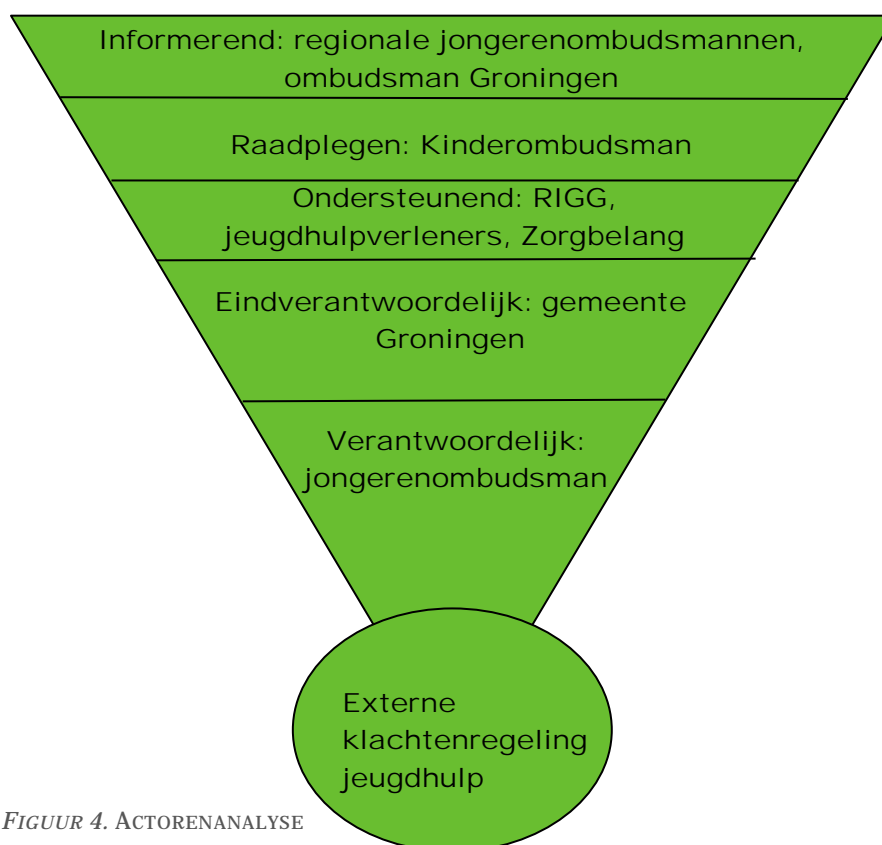 Informerend: regionale jongerenombudsmannen,
ombudsman Groningen
Raadplegen: Kinderombudsman
Ondersteunend: RIGG,
jeugdhulpverleners, Zorgbelang
Eindverantwoordelijk: gemeente
Groningen
Verantwoordelijk:
jongerenombudsman
Externe
klachtenregeling
jeugdhulp
FIGUUR 4. ACTORENANALYSE